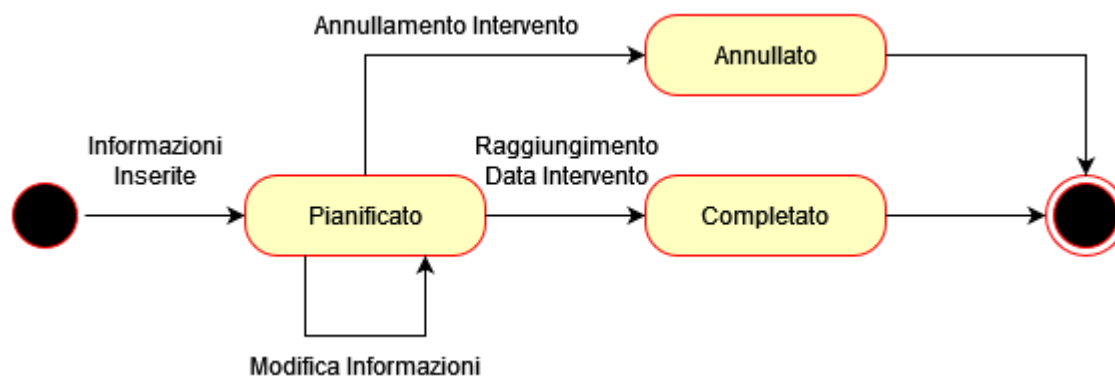 Annullamento Intervento
Annullato
Informazioni
Inserite
Raggiungimento
Data Intervento
Pianificato
Completato
Modifica Informazioni